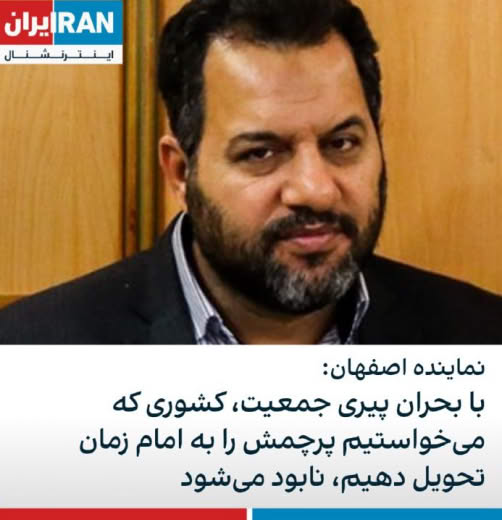 ایران IRAN
اینترنشنال
نماینده اصفهان:
با بحران پیری جمعیت، کشوری که
می‌خواستیم پرچمش را به امام زمان
تحویل دهیم، نابود می‌شود